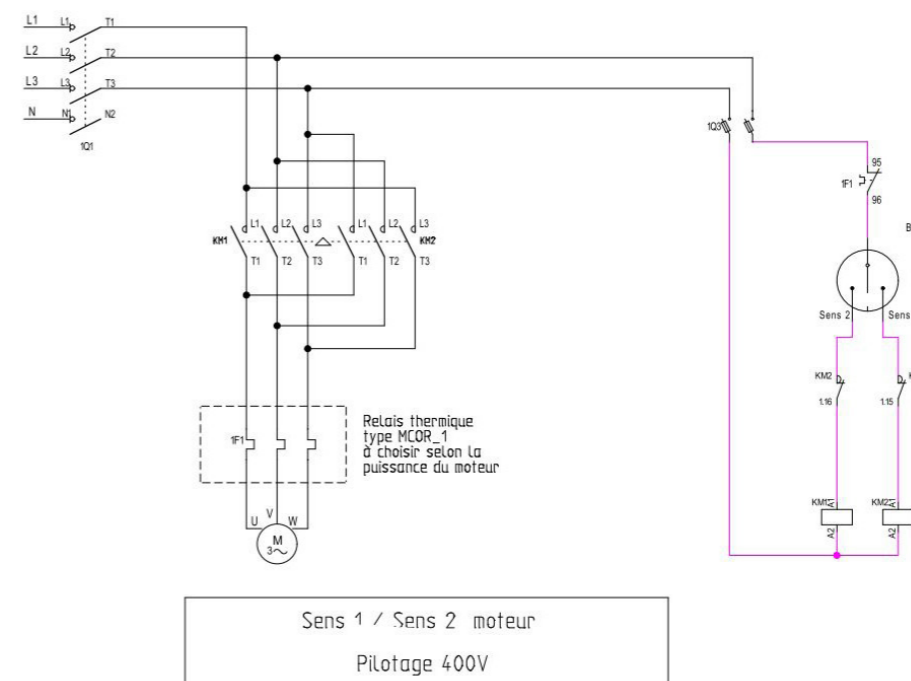 L1 L1 T1
L2 L2 T2
L3 L3 T3
N N1 N2
1Q1
1Q3
95
1F1
96
B
L1 L2 L3 L1 L2 L3
KM1 KM2
T1 T2 T3 T1 T2 T3
Sens 2 Sens
KM2 K
1.16 1.15
1F1
Relais thermique
type MCOR_1
à choisir selon la
puissance du moteur
KM1 A1 KM2 A1
A2 A2
U V W
M
3~
Sens 1 / Sens 2 moteur
Pilotage 400V